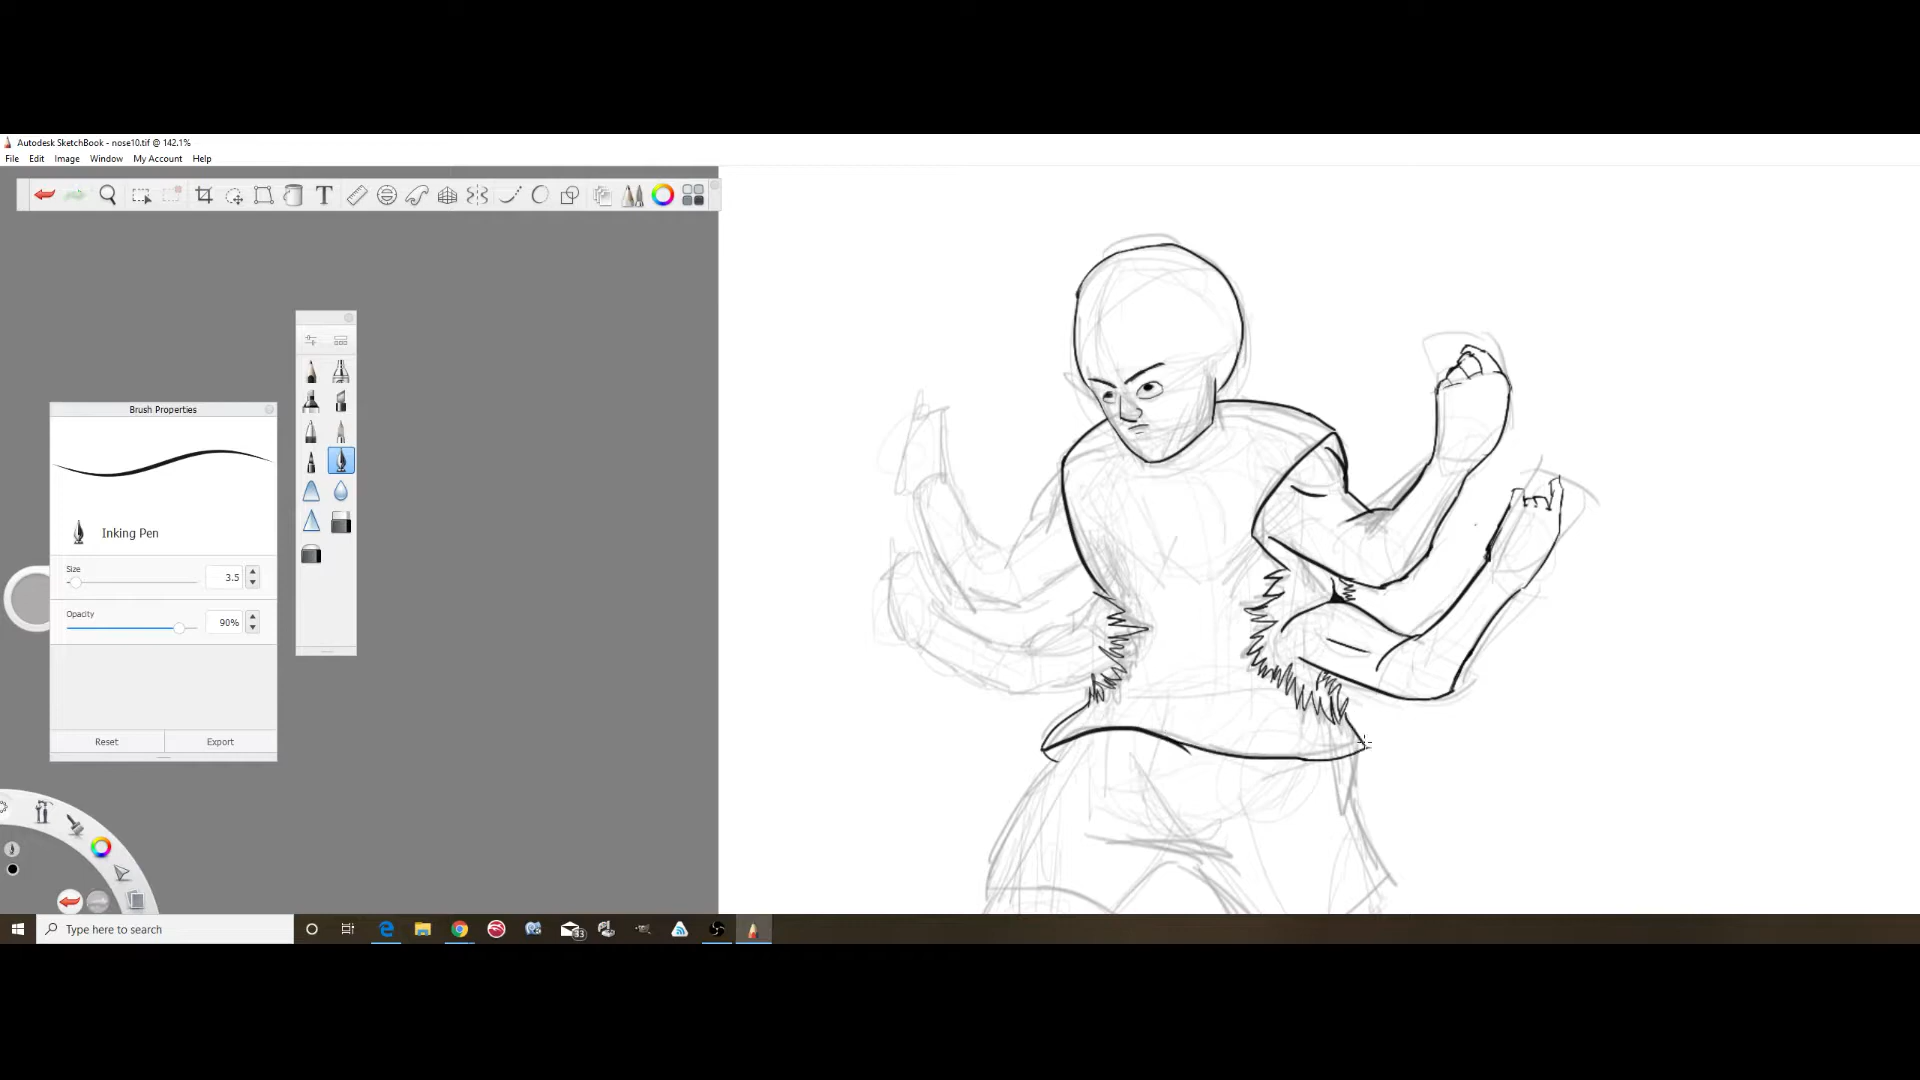 Autodesk SketchBook - nose10.tif @ 142.1%
File Edit Image Window My Account Help
T
Brush Properties
Inking Pen
Size
3.5
Opacity
90%
Reset Export
Type here to search
33